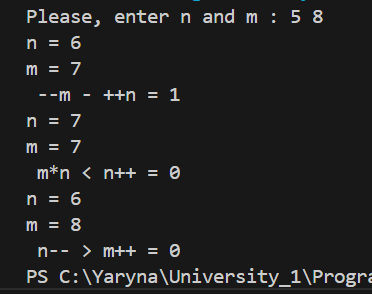 Please, enter n and m : 5 8
n = 6
m = 7
 --m - ++n = 1
n = 7
m = 7
 m*n < n++ = 0
n = 6
m = 8
 n-- > m++ = 0
PS C:\Yaryna\University_1\Progra